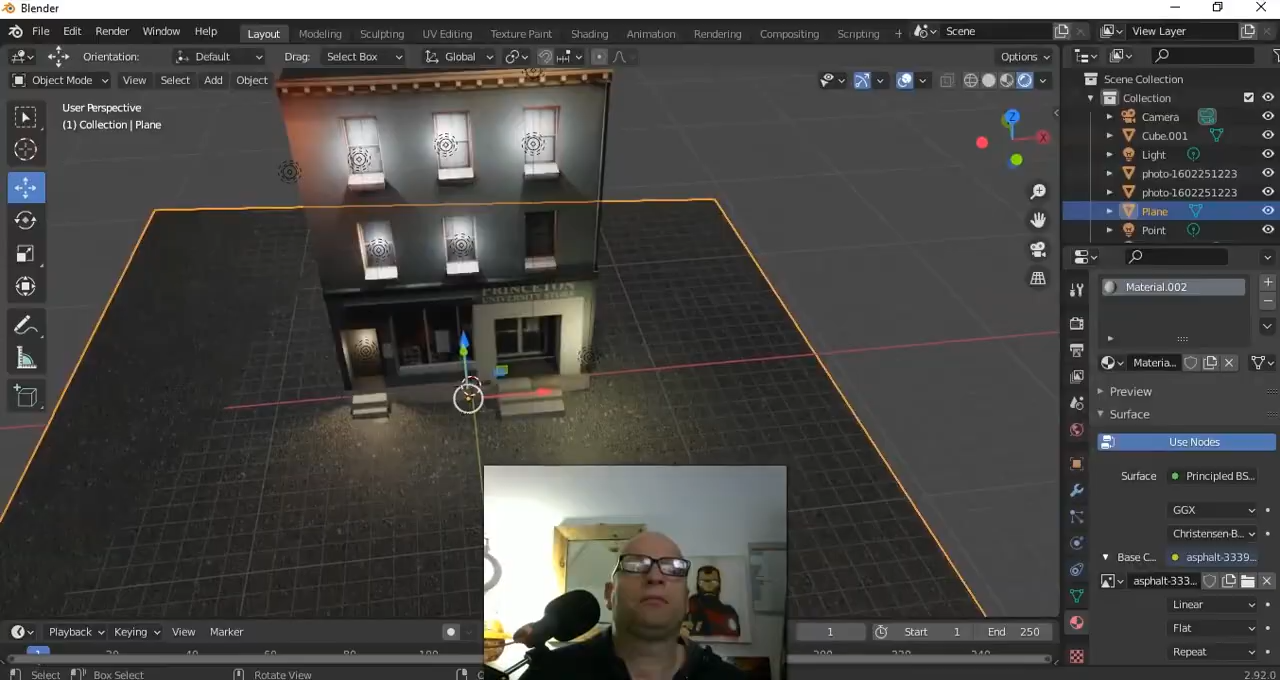 Blender
File Edit Render Window Help
Layout Modeling Sculpting UV Editing Texture Paint Shading Animation Rendering Compositing Scripting +
Scene
View Layer
Orientation: Default Drag: Select Box Global Options
Object Mode View Select Add Object
User Perspective
(1) Collection | Plane
Scene Collection
Collection
Camera
Cube.001
Light
photo-1602251223
photo-1602251223
Plane
Point
X
Z
PRINCETON
UNIVERSITY STORE
Material.002
Materia...
Preview
Surface
Use Nodes
Surface Principled BS...
GGX
Christensen-B...
Base C... asphalt-3339...
asphalt-333...
Linear
Flat
Repeat
Playback Keying View Marker
1 Start 1 End 250
Select Box Select Rotate View
2.92.0